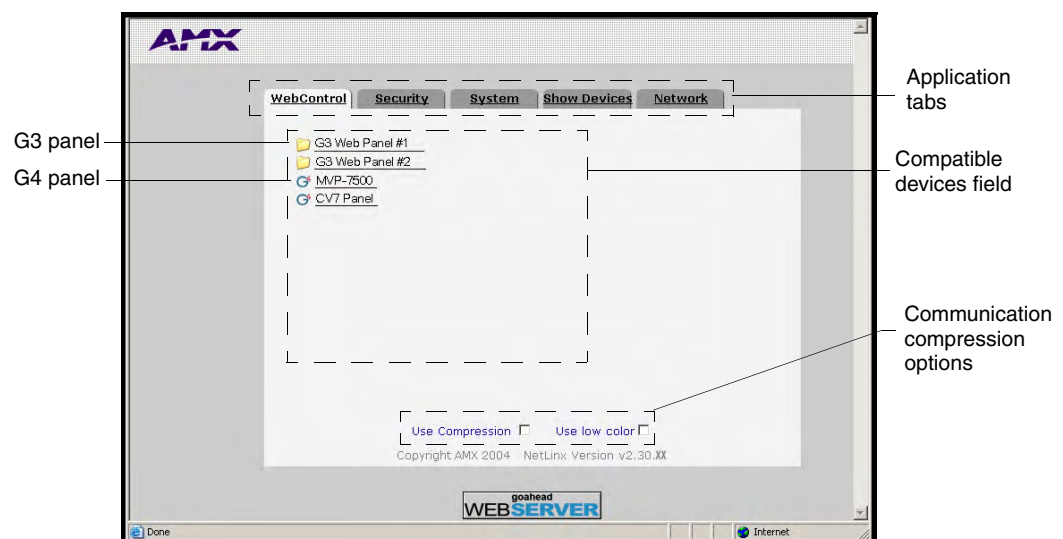 AMX
WebControl Security System Show Devices Network
Application
tabs
G3 panel
G3 Web Panel #1
G3 Web Panel #2
Compatible
devices field
G4 panel
MVP-7500
CV7 Panel
Communication
compression
options
Use Compression Use low color
Copyright AMX 2004 NetLinx Version v2.30.XX
goahead
WEBSERVER
Done Internet